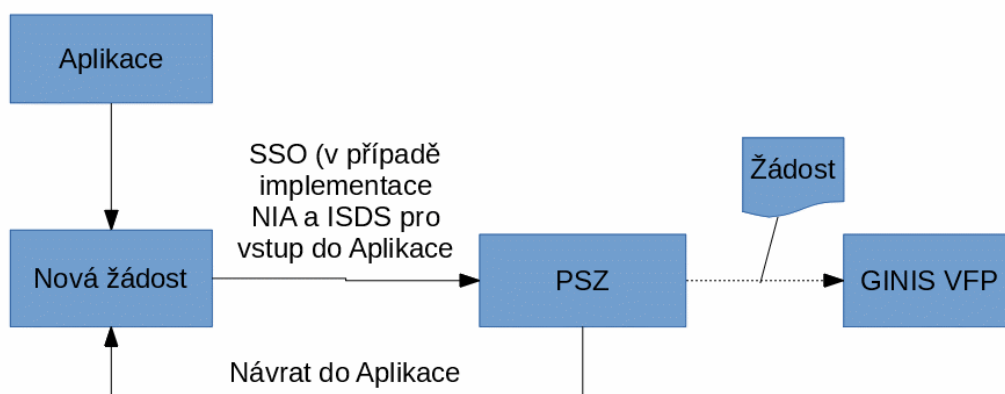 Aplikace
SSO (v případě
implementace
NIA a ISDS pro
vstup do Aplikace
Žádost
Nová žádost
PSZ
GINIS VFP
Návrat do Aplikace